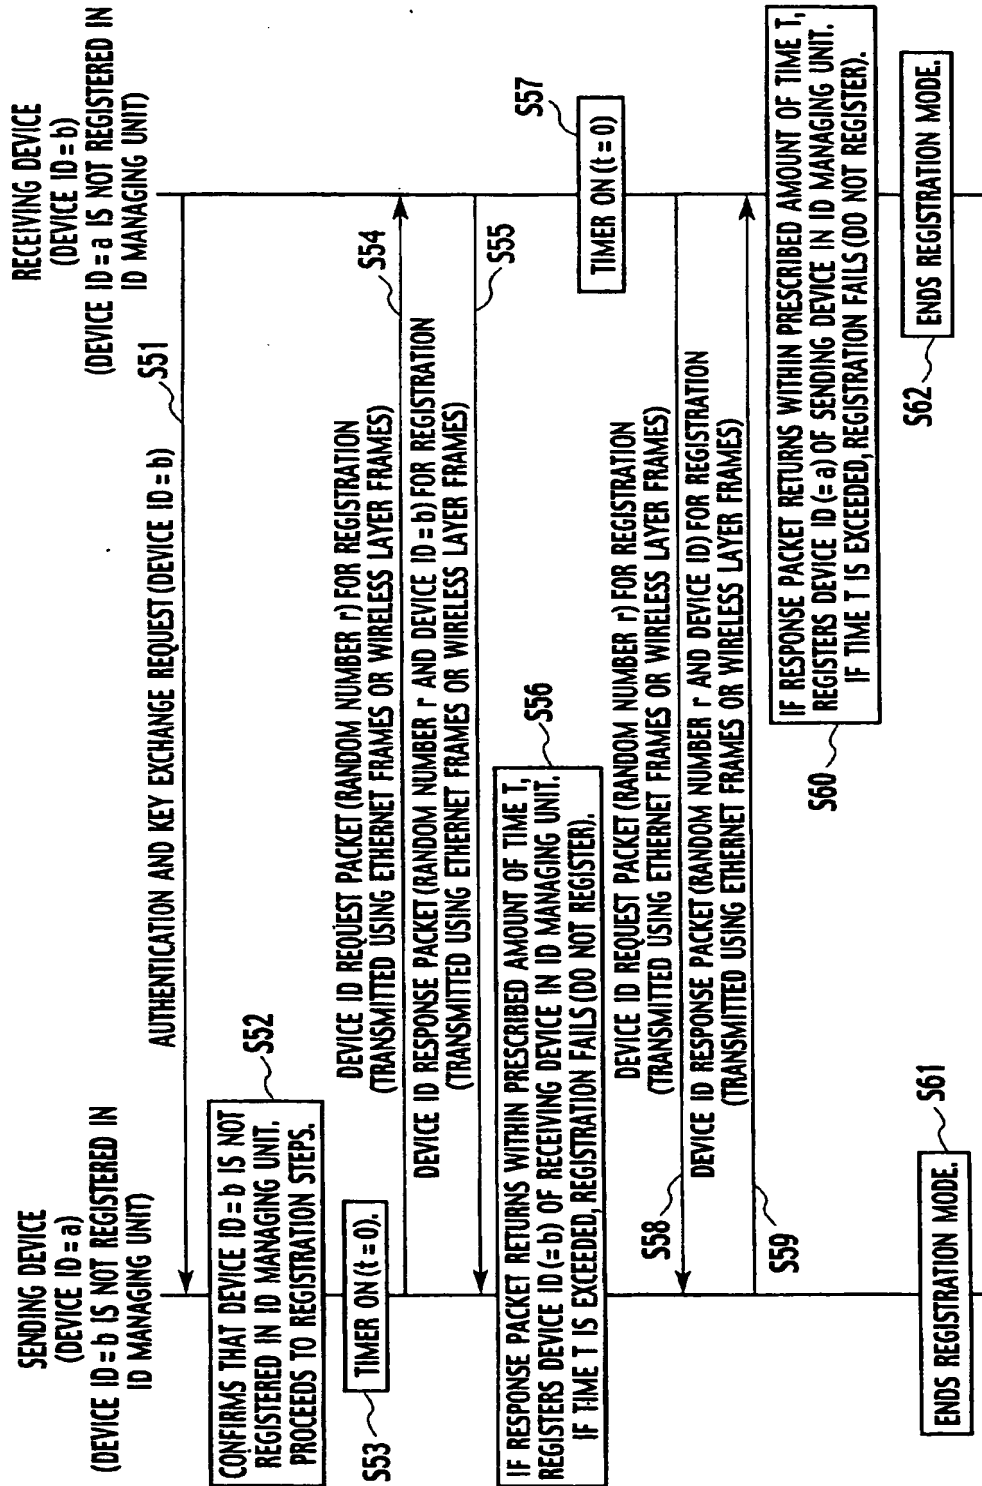 SENDING DEVICE
(DEVICE ID = a)
(DEVICE ID = b IS NOT REGISTERED IN
ID MANAGING UNIT)
RECEIVING DEVICE
(DEVICE ID = b)
(DEVICE ID = a IS NOT REGISTERED IN
ID MANAGING UNIT)
AUTHENTICATION AND KEY EXCHANGE REQUEST (DEVICE ID = b)
S51
CONFIRMS THAT DEVICE ID = b IS NOT
REGISTERED IN ID MANAGING UNIT.
PROCEEDS TO REGISTRATION STEPS.
S52
TIMER ON (t = 0).
S53
DEVICE ID REQUEST PACKET (RANDOM NUMBER r) FOR REGISTRATION
(TRANSMITTED USING ETHERNET FRAMES OR WIRELESS LAYER FRAMES)
S54
DEVICE ID RESPONSE PACKET (RANDOM NUMBER r AND DEVICE ID = b) FOR REGISTRATION
(TRANSMITTED USING ETHERNET FRAMES OR WIRELESS LAYER FRAMES)
S55
IF RESPONSE PACKET RETURNS WITHIN PRESCRIBED AMOUNT OF TIME T,
REGISTERS DEVICE ID (= b) OF RECEIVING DEVICE IN ID MANAGING UNIT.
IF TIME T IS EXCEEDED, REGISTRATION FAILS (DO NOT REGISTER).
S56
TIMER ON (t = 0)
S57
DEVICE ID REQUEST PACKET (RANDOM NUMBER r) FOR REGISTRATION
(TRANSMITTED USING ETHERNET FRAMES OR WIRELESS LAYER FRAMES)
S58
DEVICE ID RESPONSE PACKET (RANDOM NUMBER r AND DEVICE ID) FOR REGISTRATION
(TRANSMITTED USING ETHERNET FRAMES OR WIRELESS LAYER FRAMES)
S59
IF RESPONSE PACKET RETURNS WITHIN PRESCRIBED AMOUNT OF TIME T,
REGISTERS DEVICE ID (= a) OF SENDING DEVICE IN ID MANAGING UNIT.
IF TIME T IS EXCEEDED, REGISTRATION FAILS (DO NOT REGISTER).
S60
ENDS REGISTRATION MODE.
S61
ENDS REGISTRATION MODE.
S62